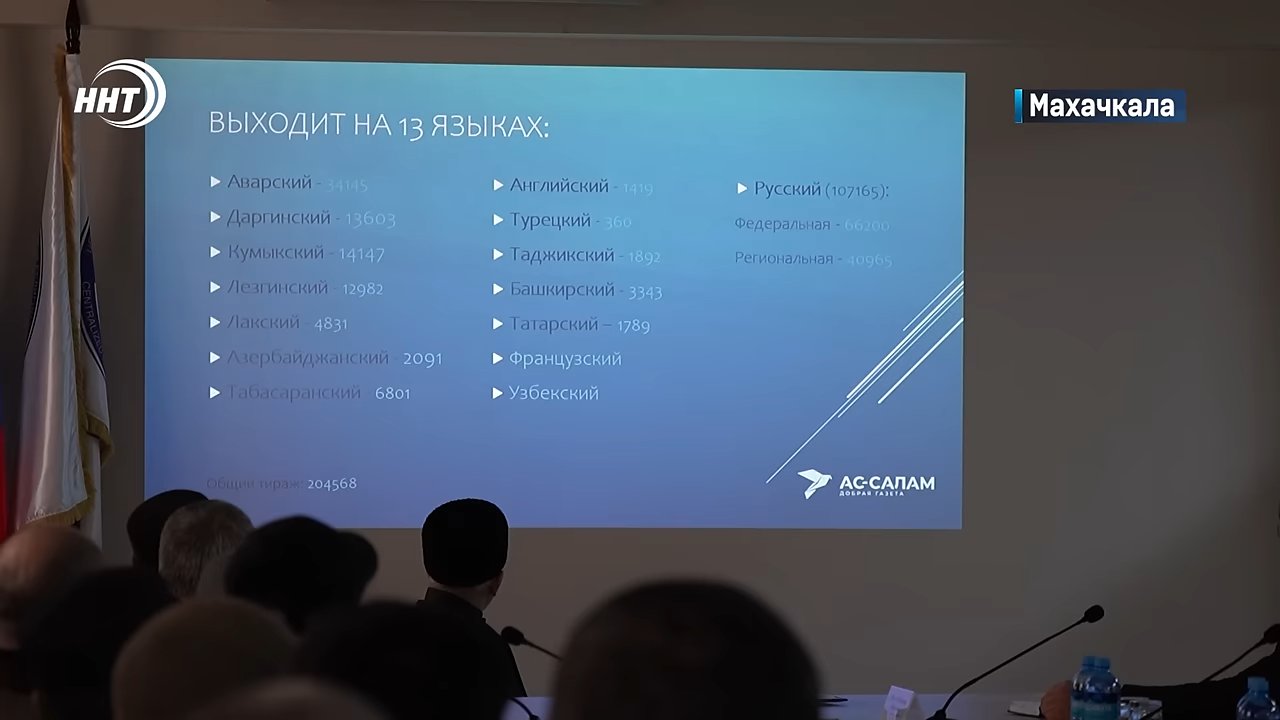 ННТ
Махачкала
ВЫХОДИТ НА 13 ЯЗЫКАХ:
Аварский - 34145
Даргинский - 13603
Кумыкский - 14147
Лезгинский - 12982
Лакский - 4831
Азербайджанский - 2091
Табасаранский - 6801
Общий тираж: 204568
Английский - 1419
Турецкий - 360
Таджикский - 1892
Башкирский - 3343
Татарский – 1789
Французский
Узбекский
Русский (107165):
Федеральная - 66200
Региональная - 40965
АС-САЛАМ
ДОБРАЯ ГАЗЕТА